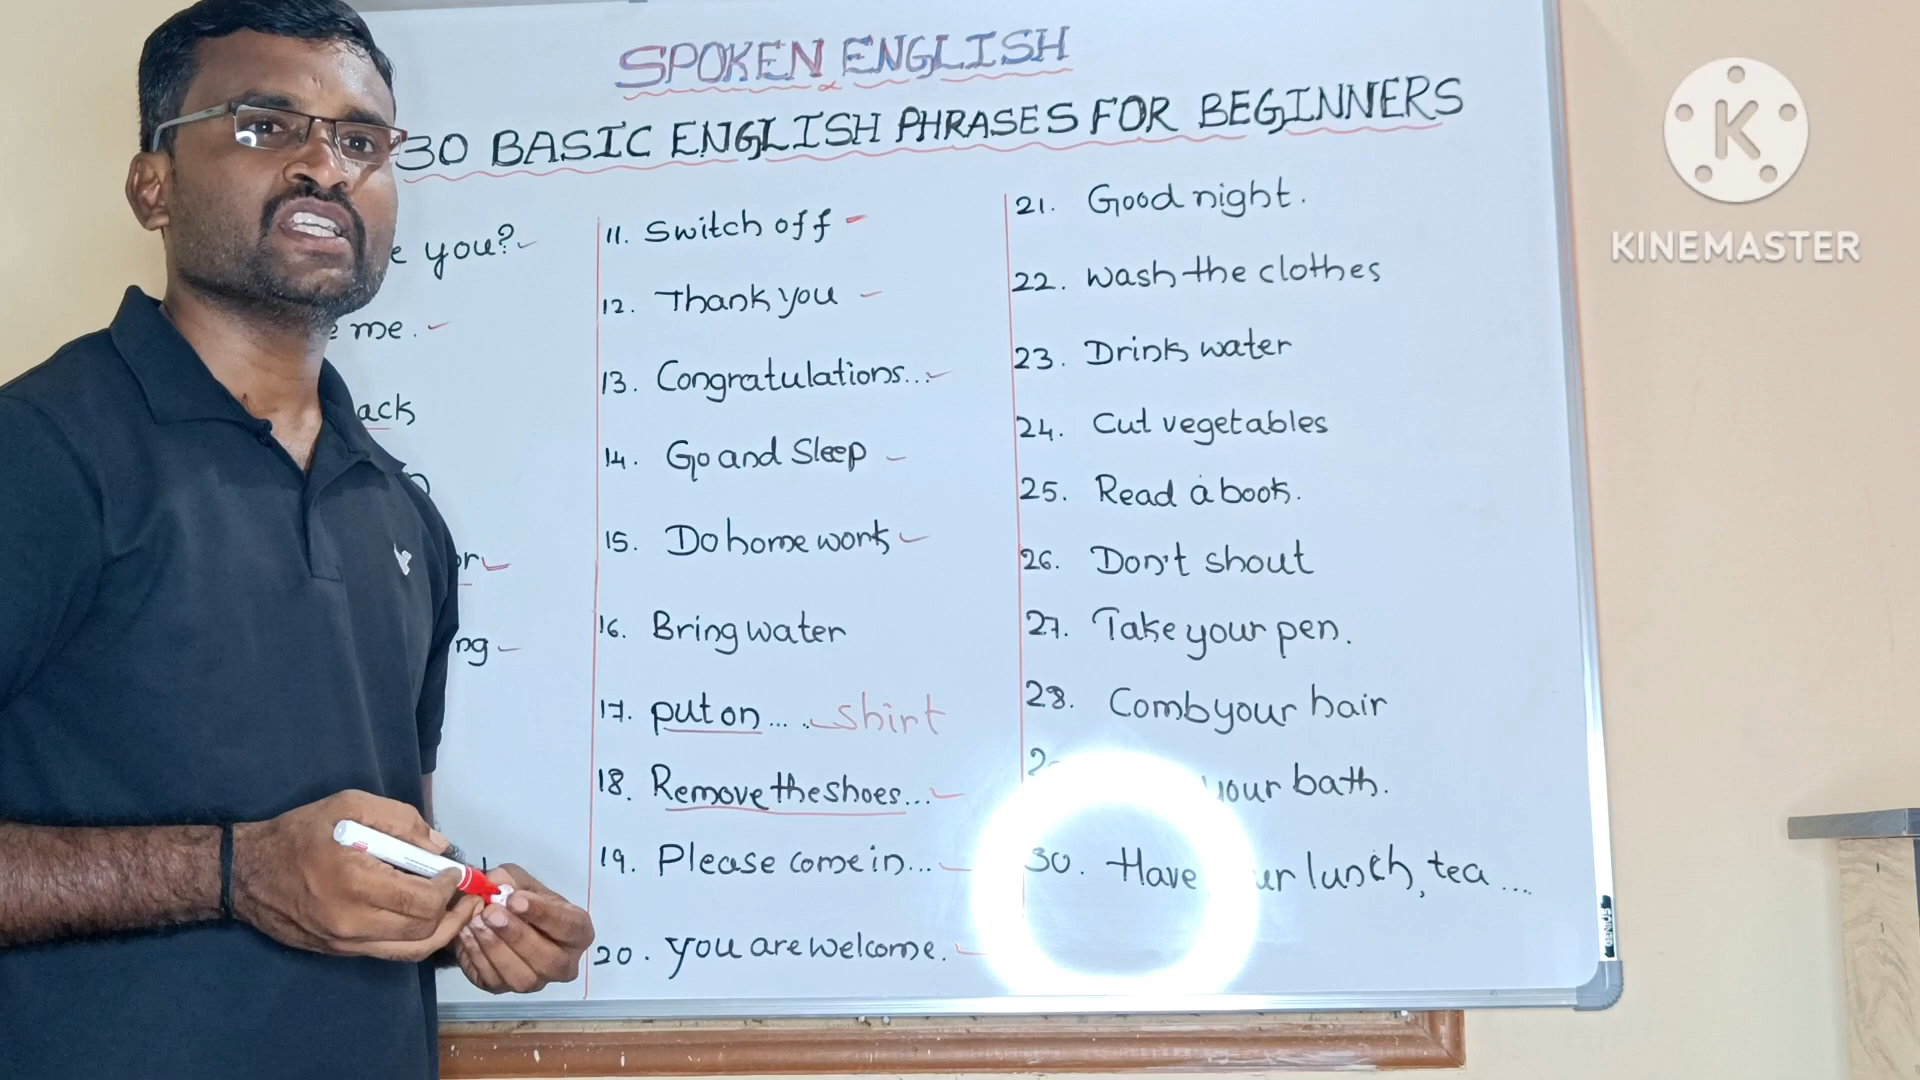 SPOKEN ENGLISH
30 BASIC ENGLISH PHRASES FOR BEGINNERS
you?
me.
11. Switch off
12. Thank you
13. Congratulations...
14. Go and Sleep
15. Do home work
16. Bring water
17. put on .... shirt
18. Remove the shoes...
19. Please come in...
20. you are welcome.
21. Good night.
22. wash the clothes
23. Drink water
24. Cut vegetables
25. Read a book.
26. Don't shout
27. Take your pen.
28. Comb your hair
your bath.
30. Have lunch, tea ....
KINEMASTER
GENIUS